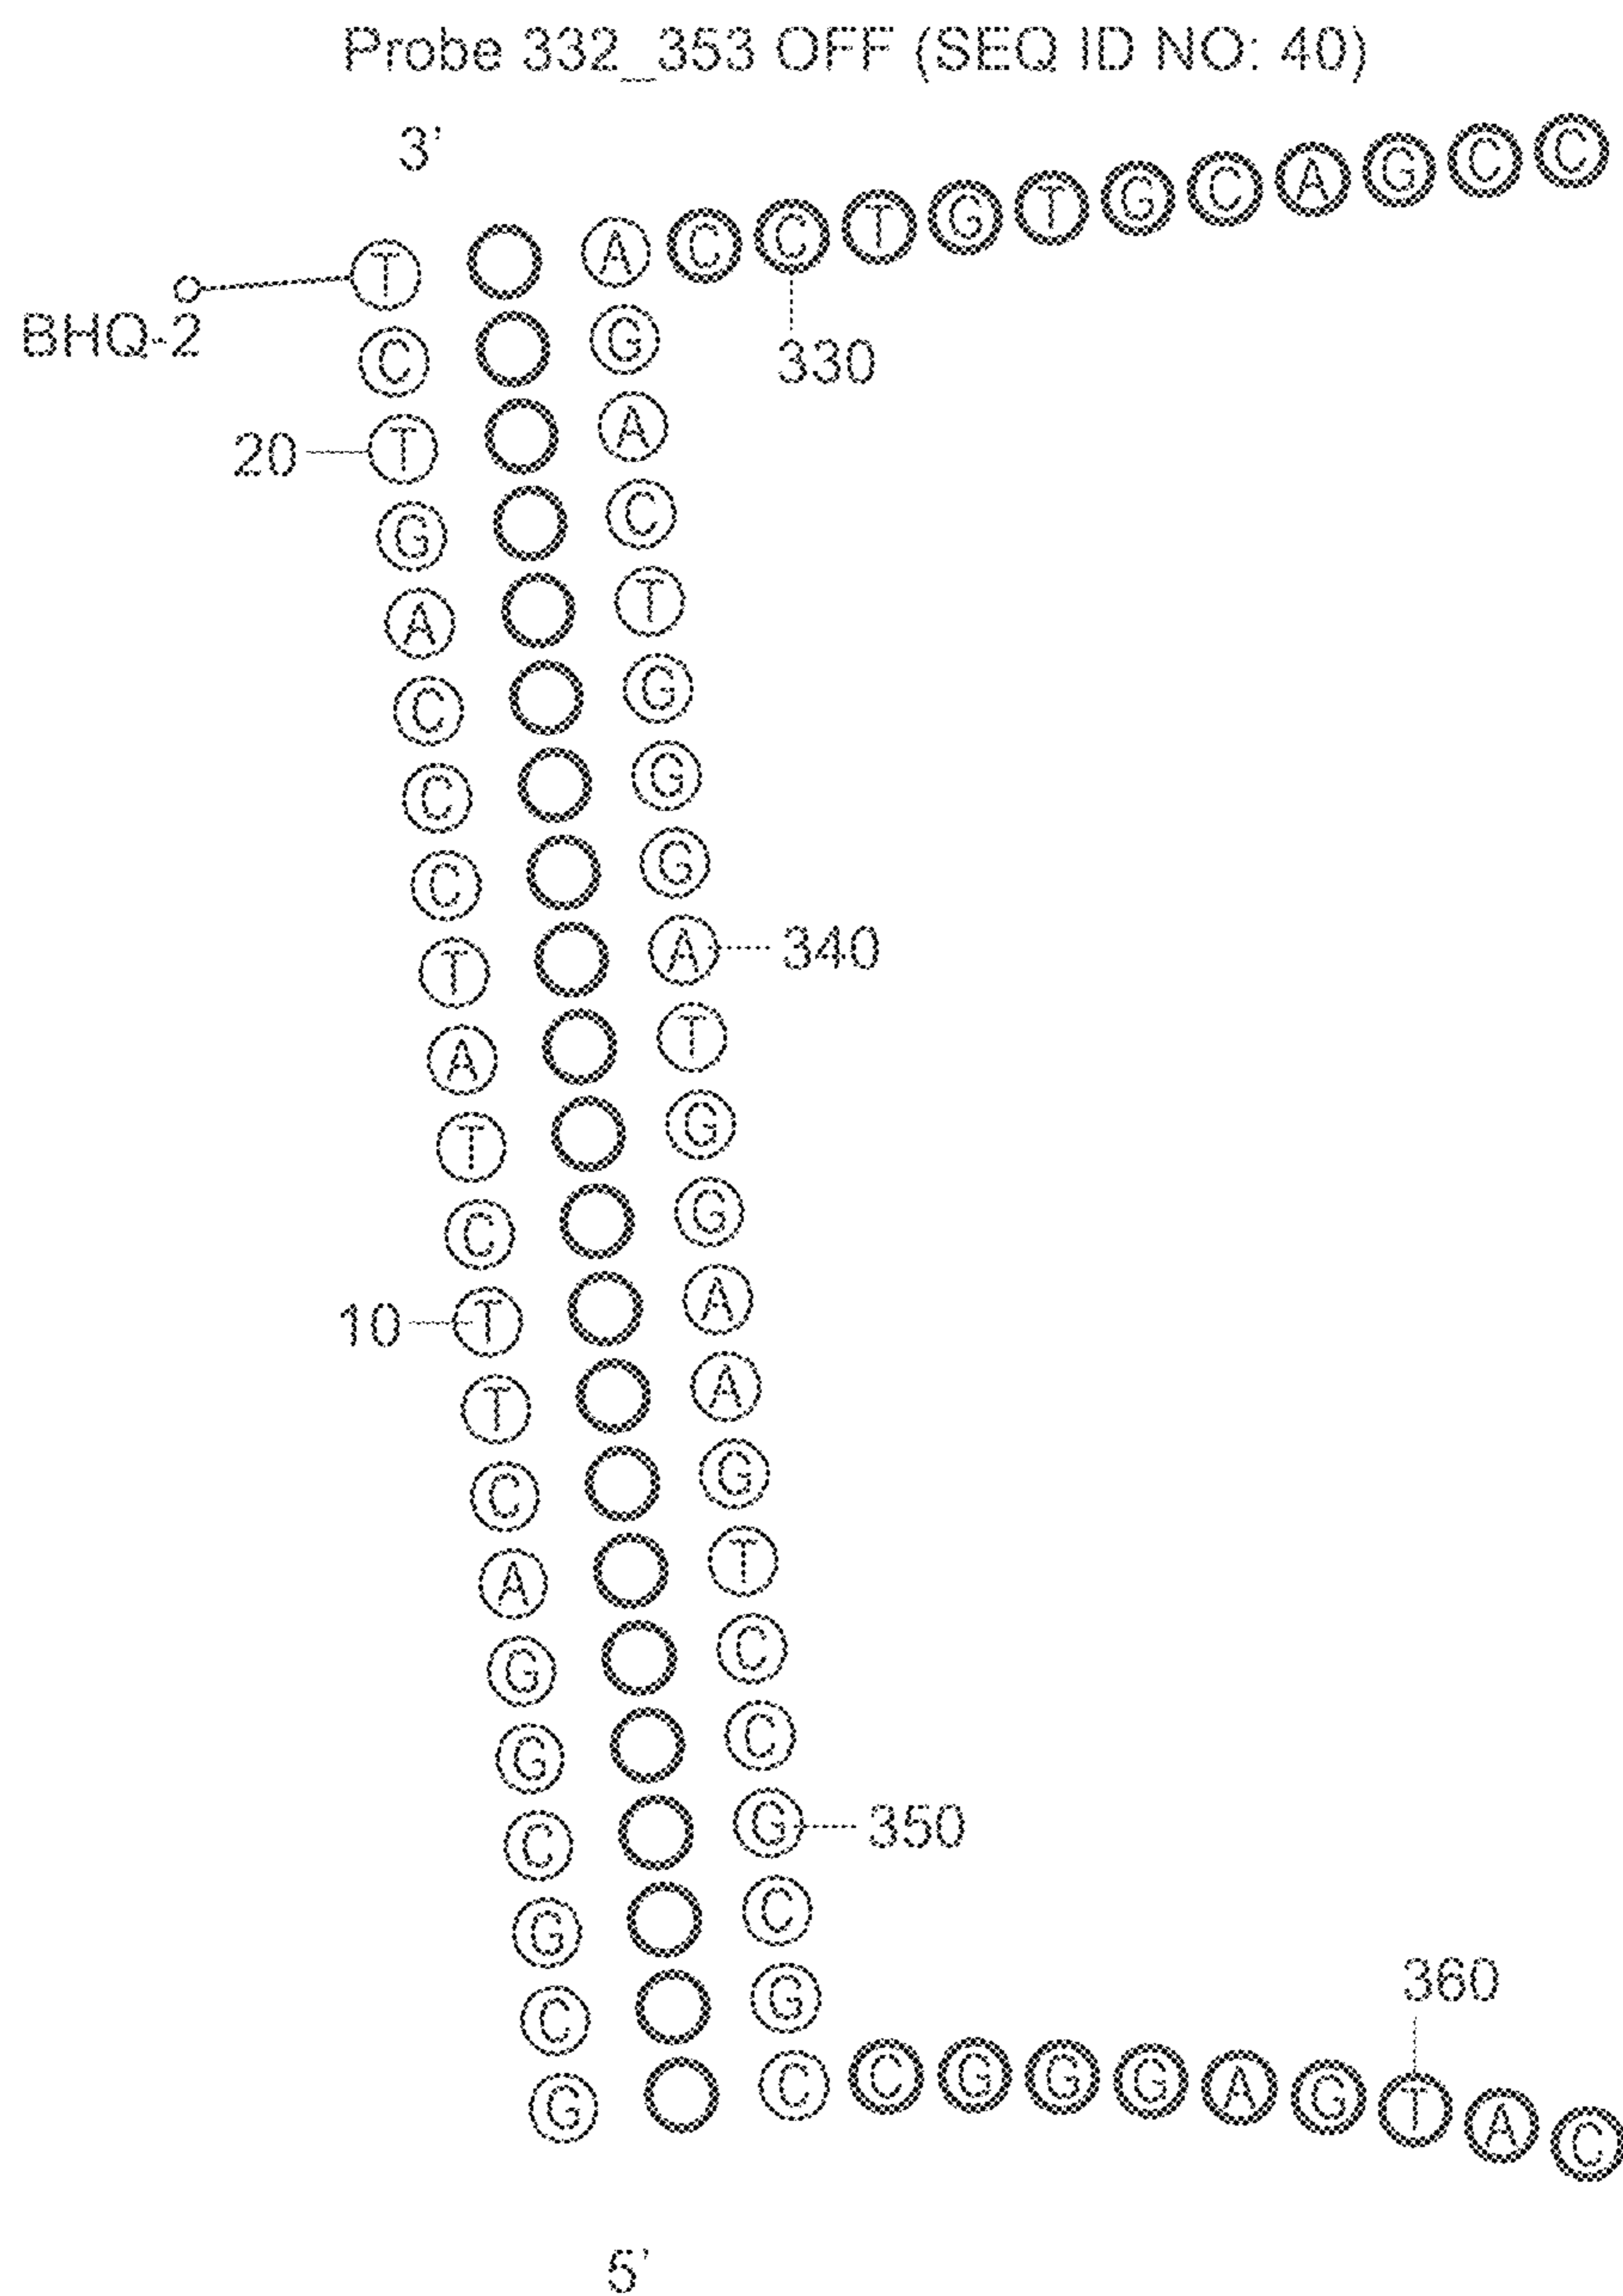 Probe 332_353 OFF (SEQ ID NO: 40)
3'
A C C T G T G C A G C C
330
BHQ-2
T
C G
20 T A
G C
A T
C G
C G
C G
T A 340
A T
T G
C G
10 T A
T A
C G
A T
G C
G C
C G 350
G C
C G
G C C G G G A G T A C
360
5'